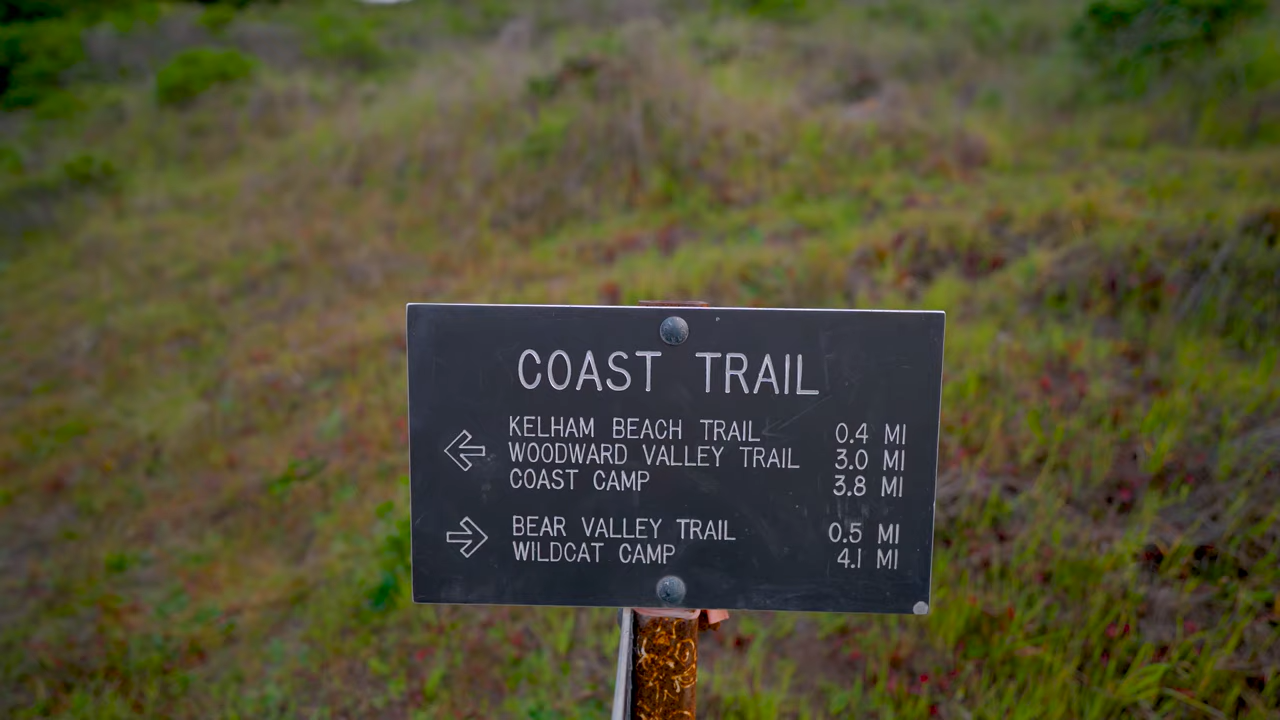 COAST TRAIL
KELHAM BEACH TRAIL 0.4 MI
WOODWARD VALLEY TRAIL 3.0 MI
COAST CAMP 3.8 MI
BEAR VALLEY TRAIL 0.5 MI
WILDCAT CAMP 4.1 MI